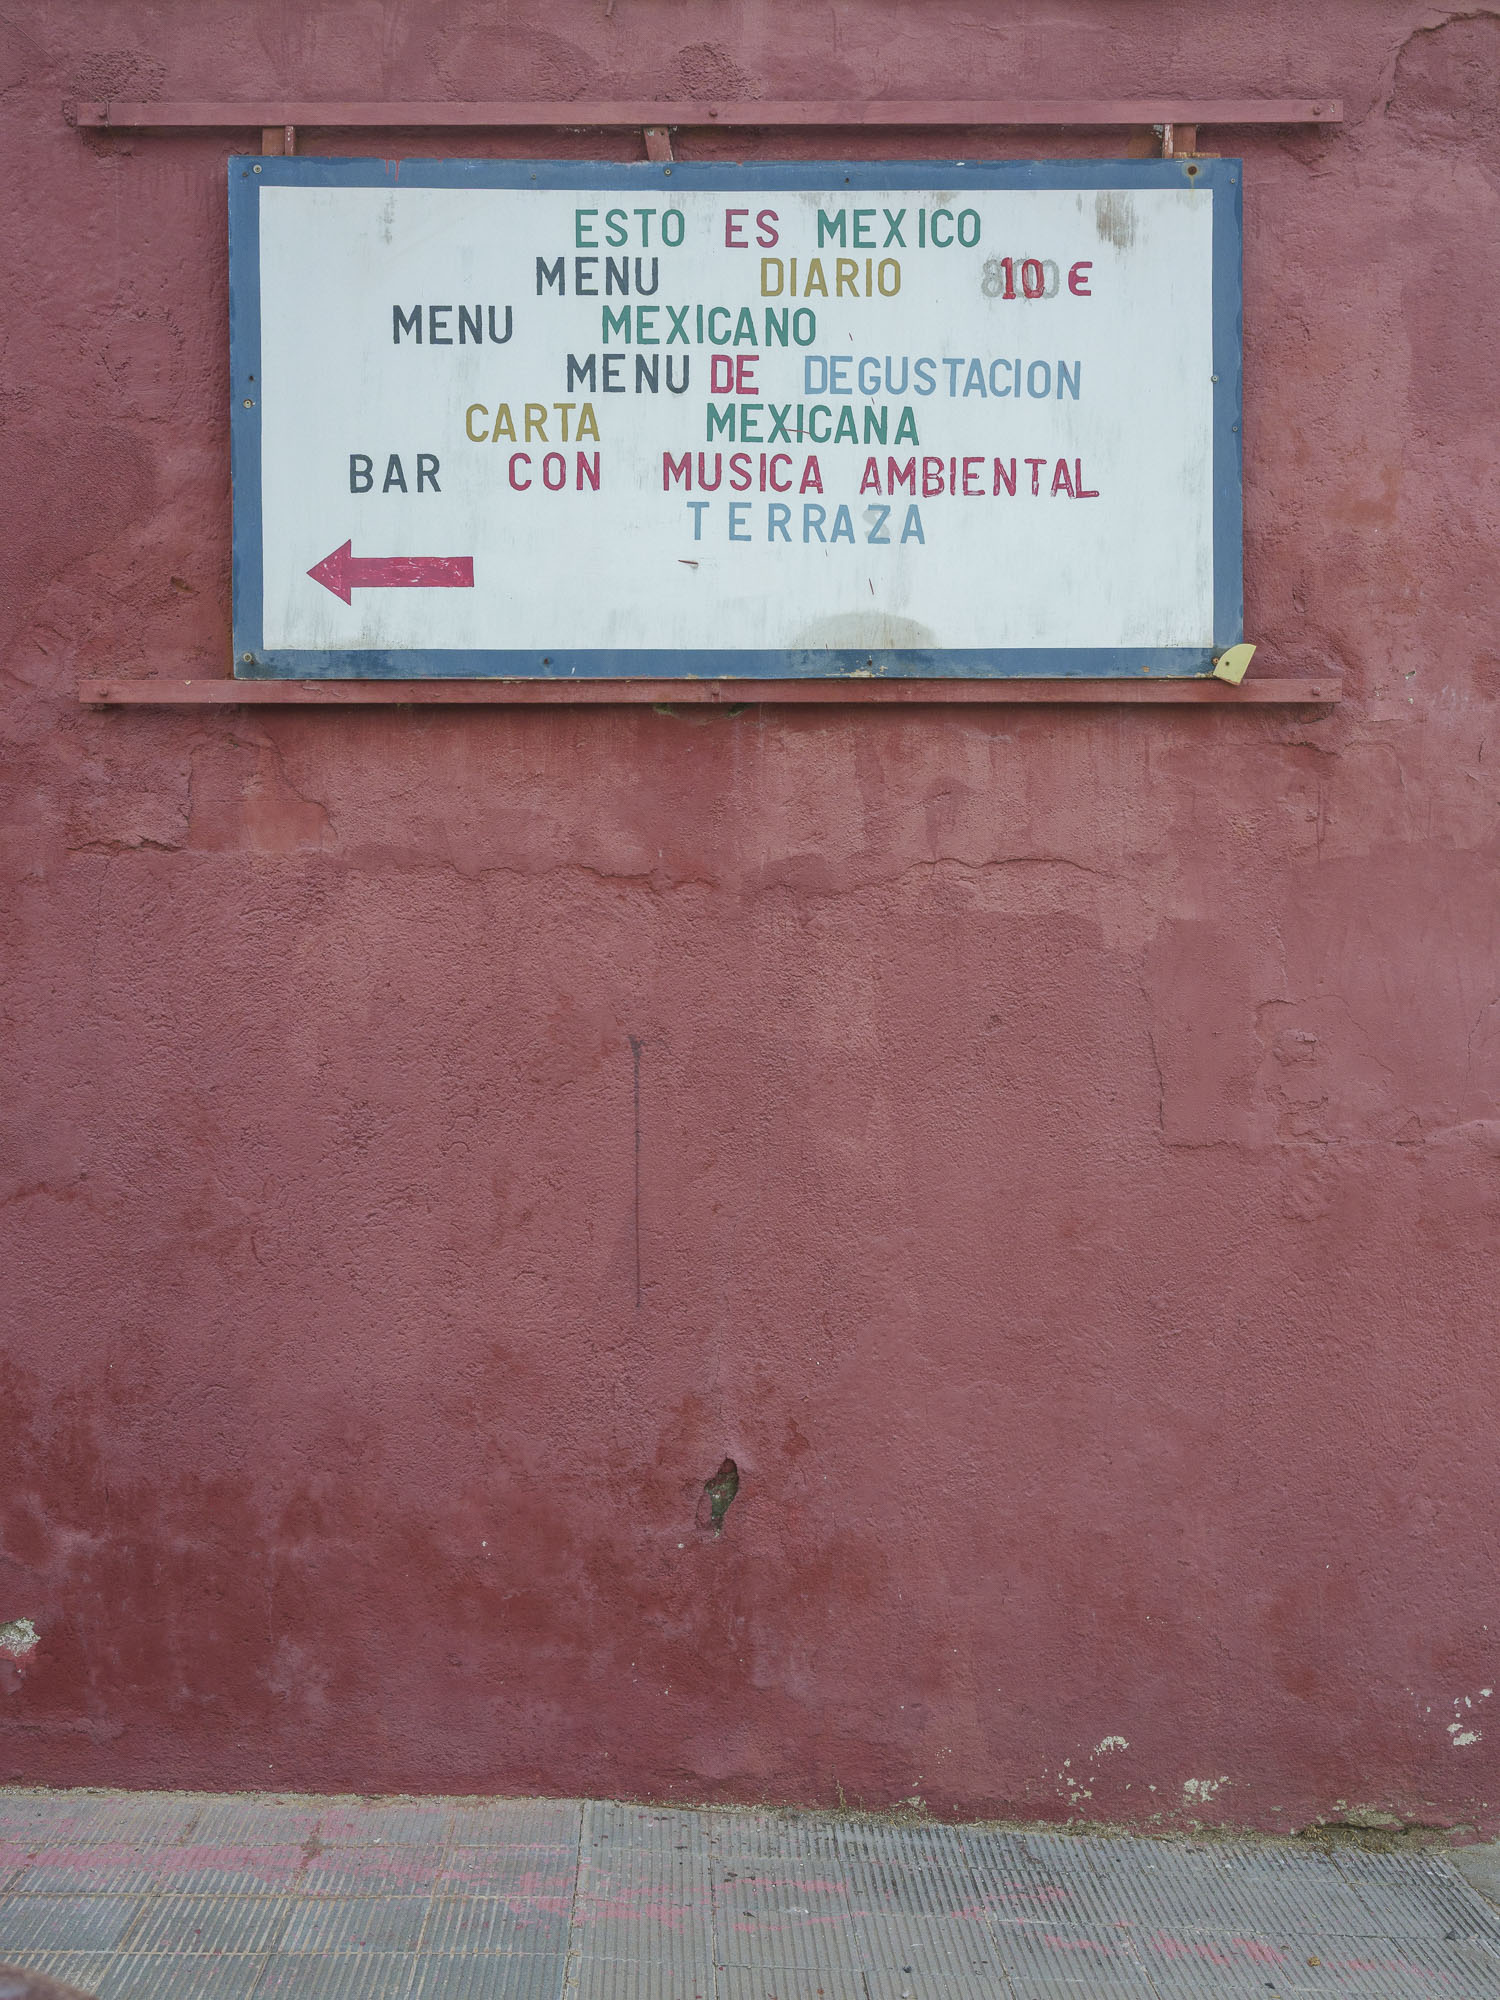 ESTO ES MEXICO
MENU DIARIO 10 €
MENU MEXICANO
MENU DE DEGUSTACION
CARTA MEXICANA
BAR CON MUSICA AMBIENTAL
TERRAZA